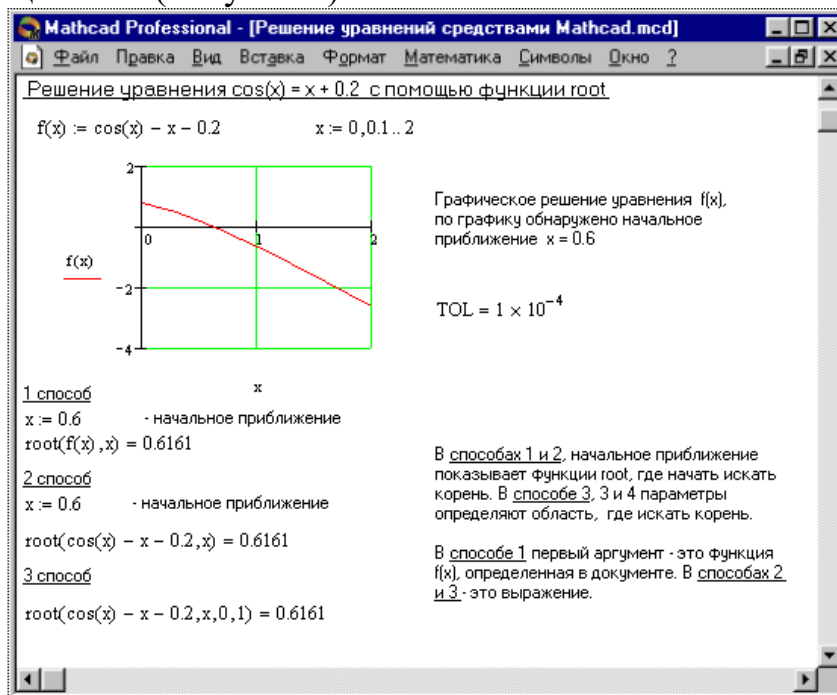 Mathcad Professional - [Решение уравнений средствами Mathcad.mcd]
Файл Правка Вид Вставка Формат Математика Символы Окно ?
Решение уравнения cos(x) = x + 0.2 с помощью функции root
f(x) := cos(x) − x − 0.2
x := 0,0.1.. 2
2
0
1
2
f(x)
−2
−4
x
Графическое решение уравнения f(x),
по графику обнаружено начальное
приближение x = 0.6
TOL = 1 × 10⁻⁴
1 способ
x := 0.6 - начальное приближение
root(f(x),x) = 0.6161
2 способ
x := 0.6 - начальное приближение
root(cos(x) − x − 0.2,x) = 0.6161
3 способ
root(cos(x) − x − 0.2,x,0,1) = 0.6161
В способах 1 и 2, начальное приближение
показывает функции root, где начать искать
корень. В способе 3, 3 и 4 параметры
определяют область, где искать корень.
В способе 1 первый аргумент - это функция
f(x), определенная в документе. В способах 2
и 3 - это выражение.